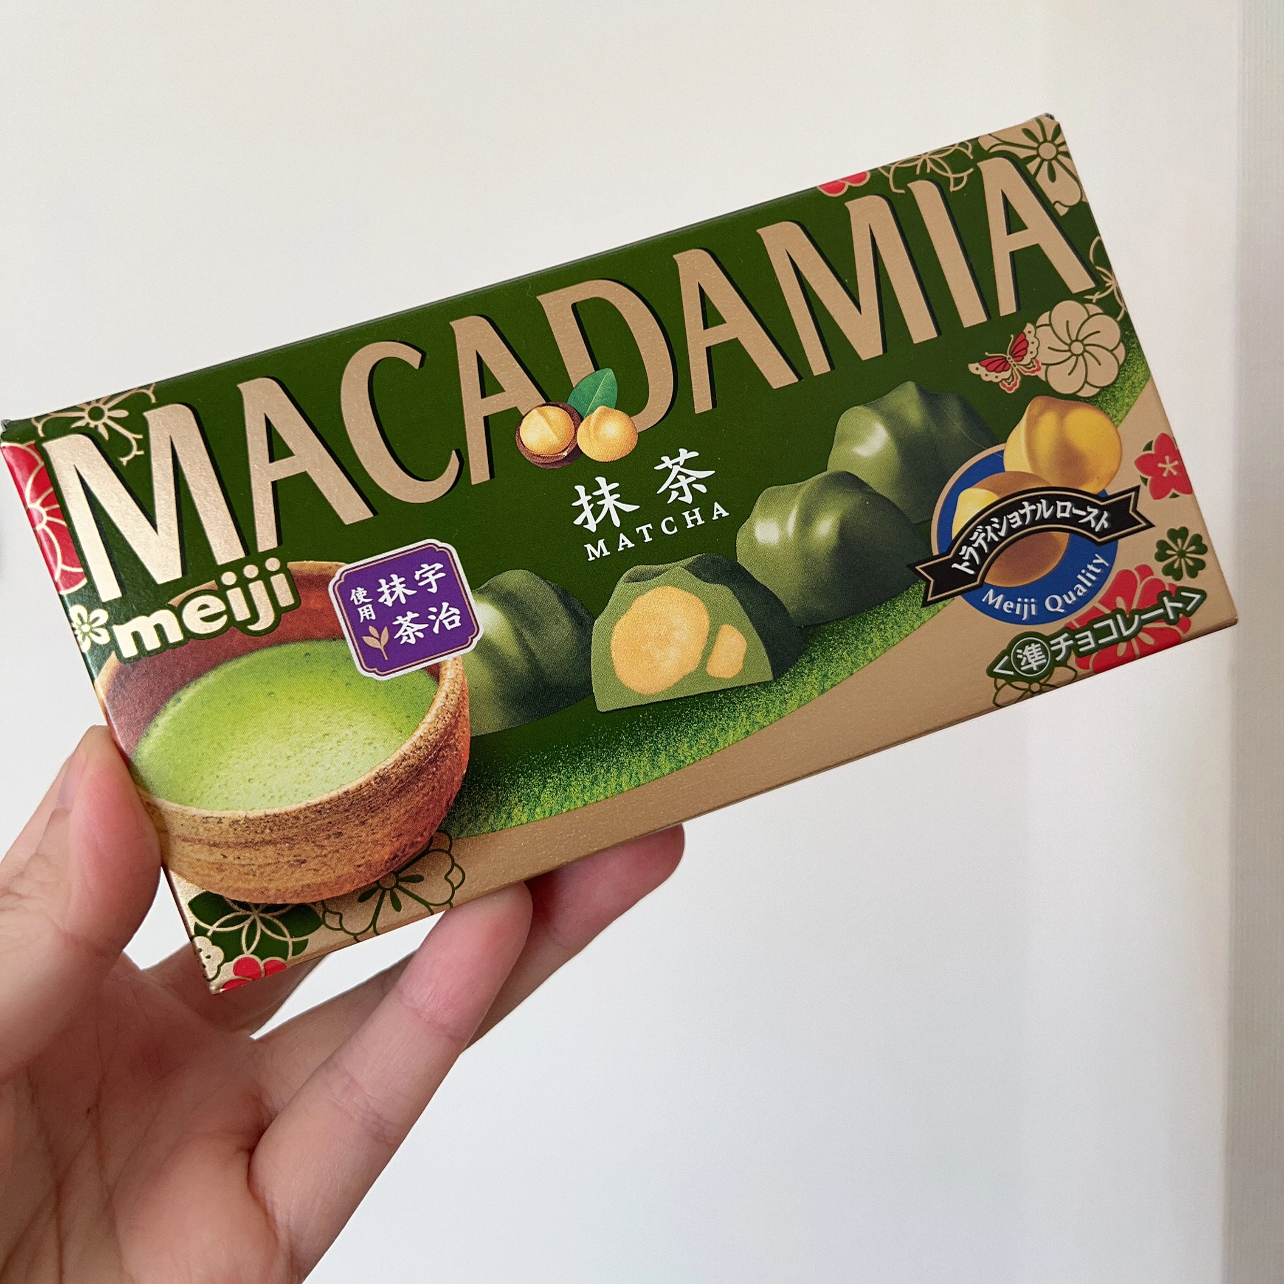 MACADAMIA
抹茶
MATCHA
meiji
宇治
抹茶
使用
トラディショナルロースト
Meiji Quality
<準チョコレート>